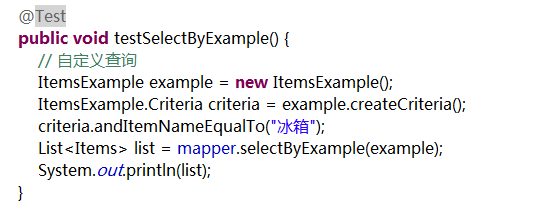 @Test
public void testSelectByExample() {
// 自定义查询
ItemsExample example = new ItemsExample();
ItemsExample.Criteria criteria = example.createCriteria();
criteria.andItemNameEqualTo("冰箱");
List<Items> list = mapper.selectByExample(example);
System.out.println(list);
}